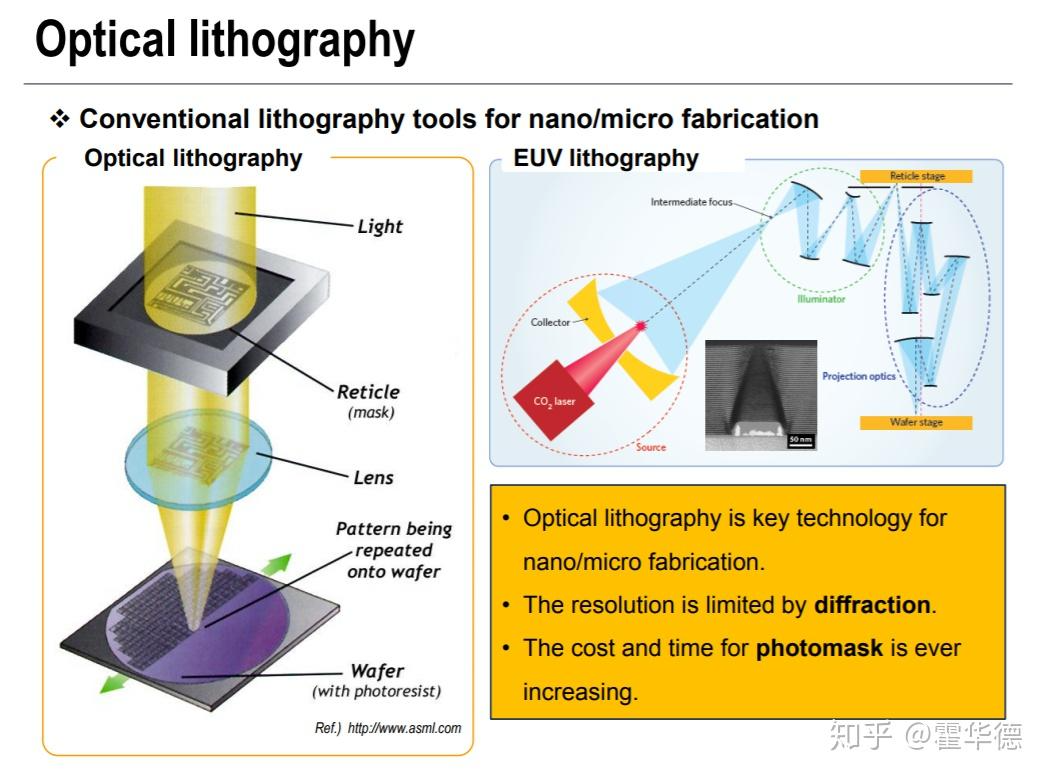 Optical lithography
❖ Conventional lithography tools for nano/micro fabrication
Optical lithography
Light
Reticle
(mask)
Lens
Pattern being
repeated
onto wafer
Wafer
(with photoresist)
Ref.) http://www.asml.com
EUV lithography
Reticle stage
Intermediate focus
Illuminator
Collector
CO₂ laser
Source
50 nm
Projection optics
Wafer stage
• Optical lithography is key technology for
nano/micro fabrication.
• The resolution is limited by diffraction.
• The cost and time for photomask is ever
increasing.
知乎 @霍华德